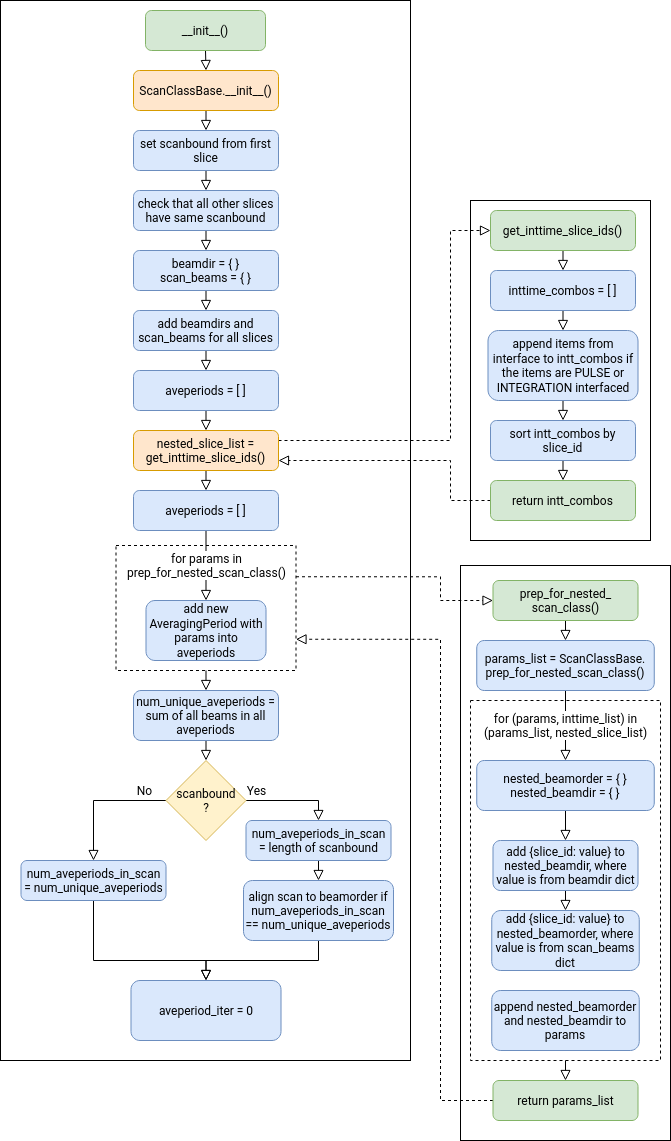 __init__()
ScanClassBase.__init__()
set scanbound from first
slice
check that all other slices
have same scanbound
beamdir = { }
scan_beams = { }
add beamdirs and
scan_beams for all slices
aveperiods = [ ]
nested_slice_list =
get_inttime_slice_ids()
aveperiods = [ ]
for params in
prep_for_nested_scan_class()
add new
AveragingPeriod with
params into
aveperiods
num_unique_aveperiods =
sum of all beams in all
aveperiods
scanbound
?
No
Yes
num_aveperiods_in_scan
= num_unique_aveperiods
num_aveperiods_in_scan
= length of scanbound
align scan to beamorder if
num_aveperiods_in_scan
== num_unique_aveperiods
aveperiod_iter = 0
get_inttime_slice_ids()
inttime_combos = [ ]
append items from
interface to intt_combos if
the items are PULSE or
INTEGRATION interfaced
sort intt_combos by
slice_id
return intt_combos
prep_for_nested_
scan_class()
params_list = ScanClassBase.
prep_for_nested_scan_class()
for (params, inttime_list) in
(params_list, nested_slice_list)
nested_beamorder = { }
nested_beamdir = { }
add {slice_id: value} to
nested_beamdir, where
value is from beamdir dict
add {slice_id: value} to
nested_beamorder, where
value is from scan_beams
dict
append nested_beamorder
and nested_beamdir to
params
return params_list